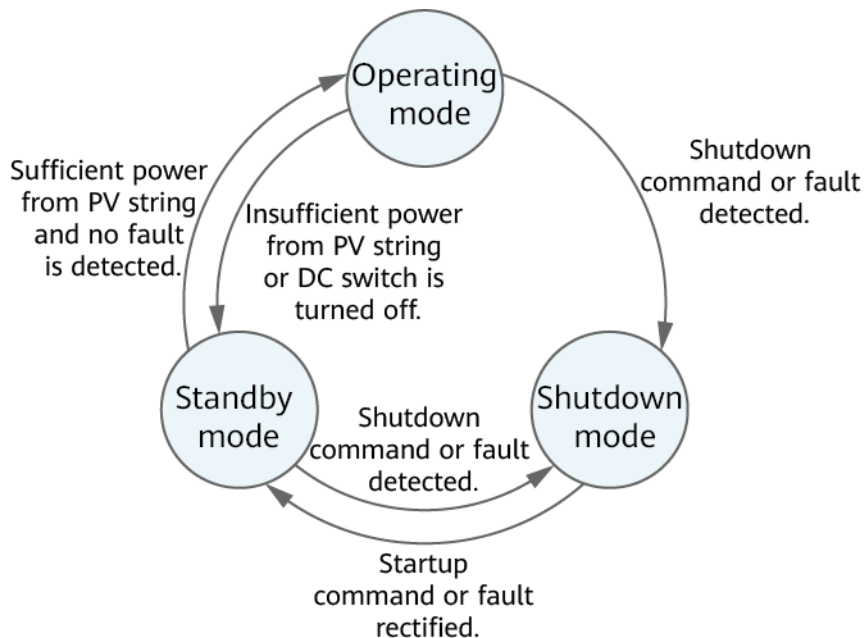 Operating
mode
Shutdown
command or fault
detected.
Sufficient power
from PV string
and no fault
is detected.
Insufficient power
from PV string
or DC switch is
turned off.
Standby
mode
Shutdown
mode
Shutdown
command or fault
detected.
Startup
command or fault
rectified.